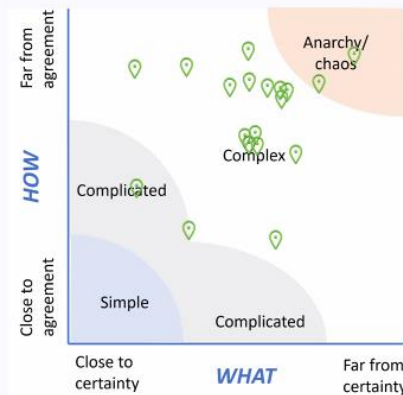 Far from
agreement
Anarchy/
chaos
HOW
Complex
Complicated
Close to
agreement
Simple
Complicated
Close to
certainty
WHAT
Far from
certainty